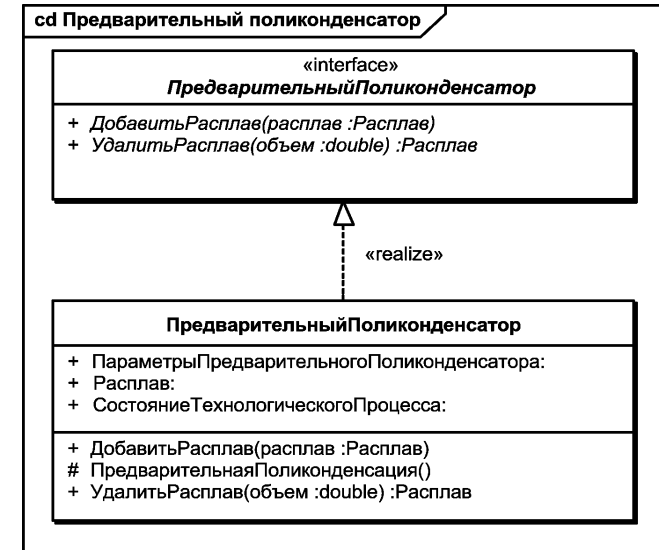 cd Предварительный поликонденсатор
«interface»
ПредварительныйПоликонденсатор
+ ДобавитьРасплав(расплав :Расплав)
+ УдалитьРасплав(объем :double) :Расплав
«realize»
ПредварительныйПоликонденсатор
+ ПараметрыПредварительногоПоликонденсатора:
+ Расплав:
+ СостояниеТехнологическогоПроцесса:
+ ДобавитьРасплав(расплав :Расплав)
# ПредварительнаяПоликонденсация()
+ УдалитьРасплав(объем :double) :Расплав